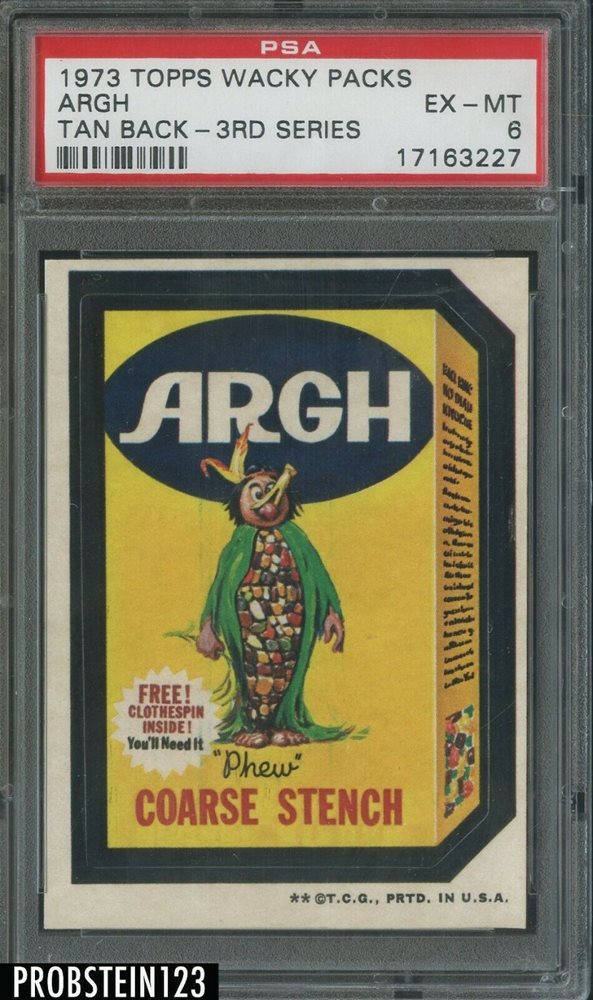 PSA
1973 TOPPS WACKY PACKS
ARGH EX - MT
TAN BACK - 3RD SERIES 6
17163227
ARGH
FREE!
CLOTHESPIN
INSIDE!
You'll Need It
"Phew"
COARSE STENCH
** ©T.C.G., PRTD. IN U.S.A.
PROBSTEIN123